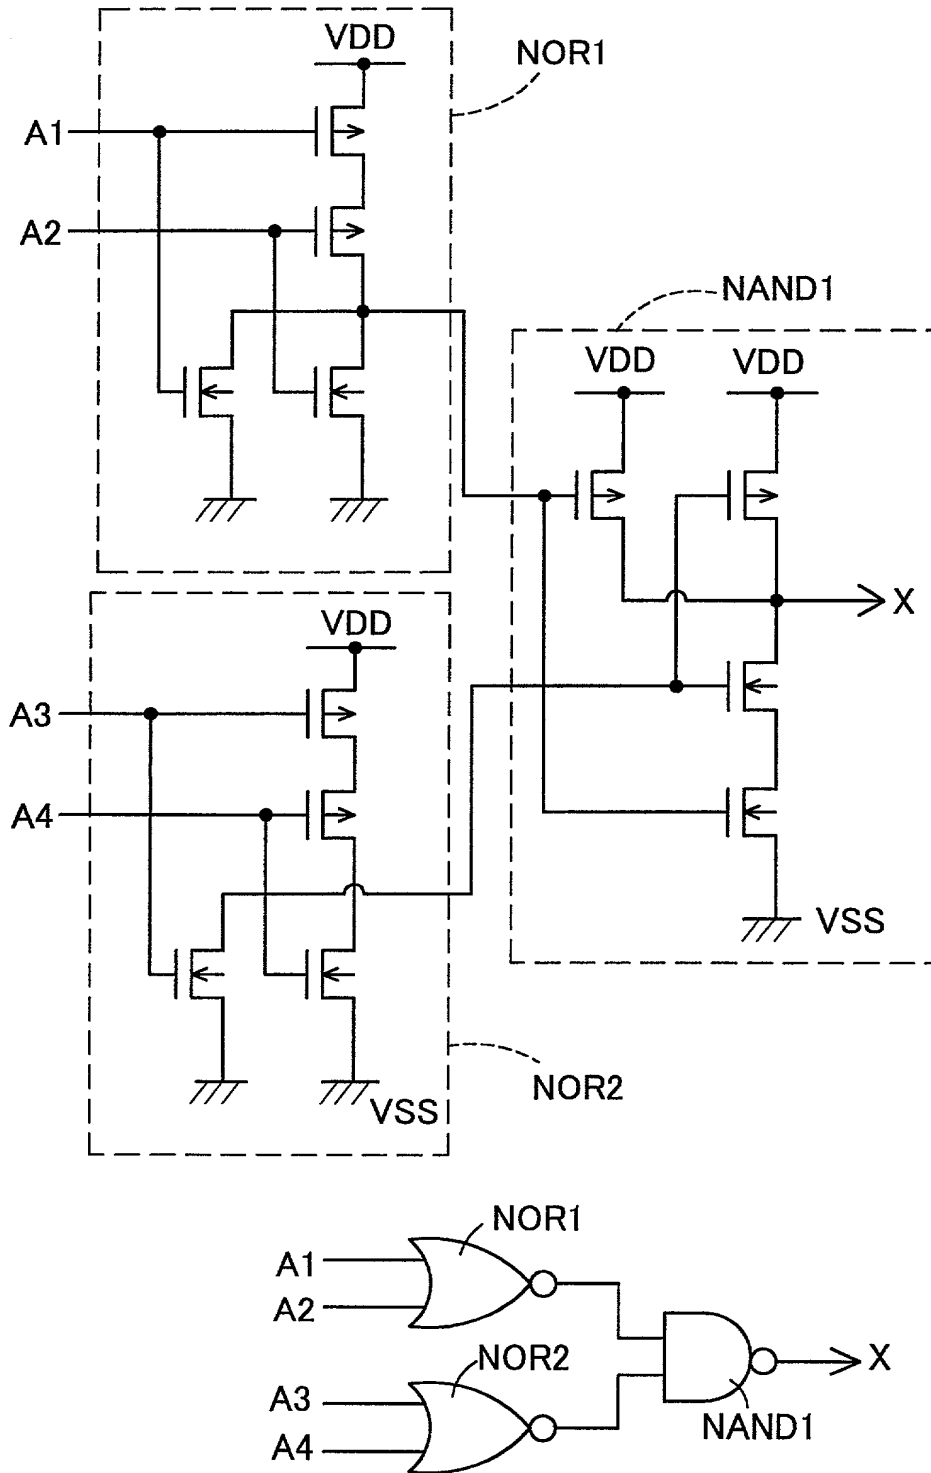 VDD
NOR1
A1
A2
NAND1
VDD
VDD
X
VDD
A3
A4
VSS
NOR2
VSS
NOR1
A1
A2
X
NOR2
A3
NAND1
A4